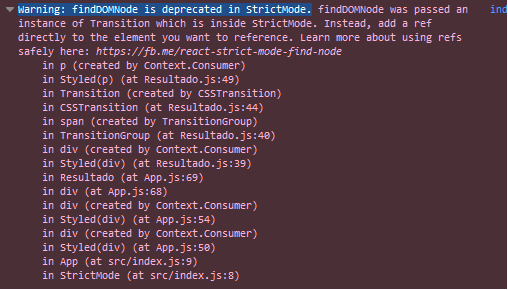 Warning: findDOMNode is deprecated in StrictMode. findDOMNode was passed an ind
instance of Transition which is inside StrictMode. Instead, add a ref
directly to the element you want to reference. Learn more about using refs
safely here: https://fb.me/react-strict-mode-find-node
in p (created by Context.Consumer)
in Styled(p) (at Resultado.js:49)
in Transition (created by CSSTransition)
in CSSTransition (at Resultado.js:44)
in span (created by TransitionGroup)
in TransitionGroup (at Resultado.js:40)
in div (created by Context.Consumer)
in Styled(div) (at Resultado.js:39)
in Resultado (at App.js:69)
in div (at App.js:68)
in div (created by Context.Consumer)
in Styled(div) (at App.js:54)
in div (created by Context.Consumer)
in Styled(div) (at App.js:50)
in App (at src/index.js:9)
in StrictMode (at src/index.js:8)